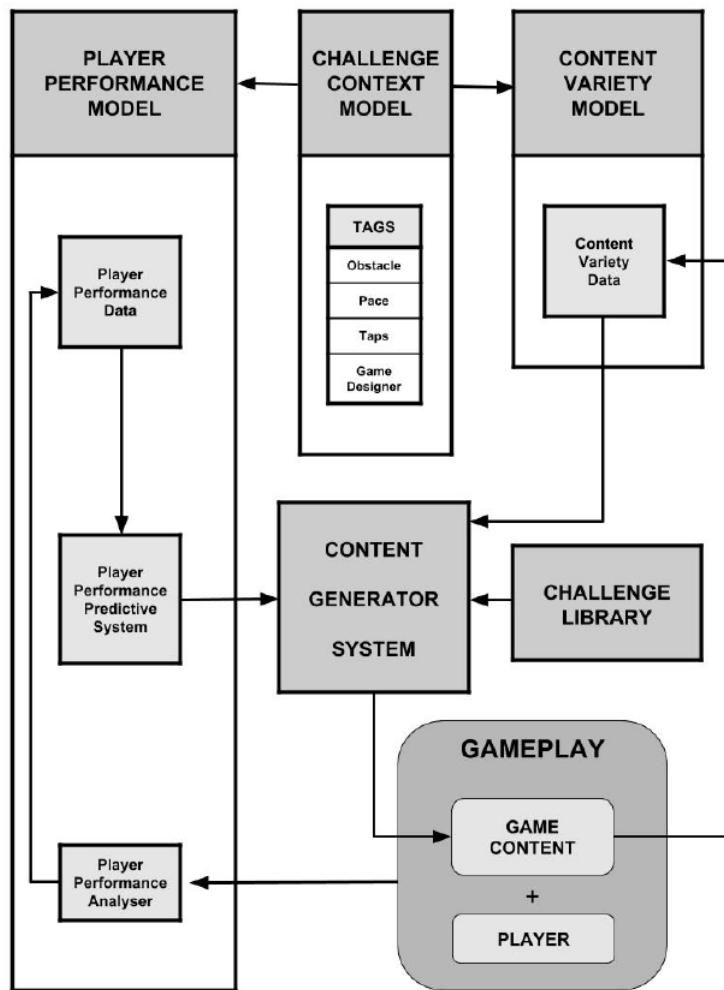 PLAYER
PERFORMANCE
MODEL
CHALLENGE
CONTEXT
MODEL
CONTENT
VARIETY
MODEL
TAGS
Obstacle
Pace
Taps
Game
Designer
Content
Variety
Data
Player
Performance
Data
Player
Performance
Predictive
System
CONTENT
GENERATOR
SYSTEM
CHALLENGE
LIBRARY
GAMEPLAY
GAME
CONTENT
+
PLAYER
Player
Performance
Analyser